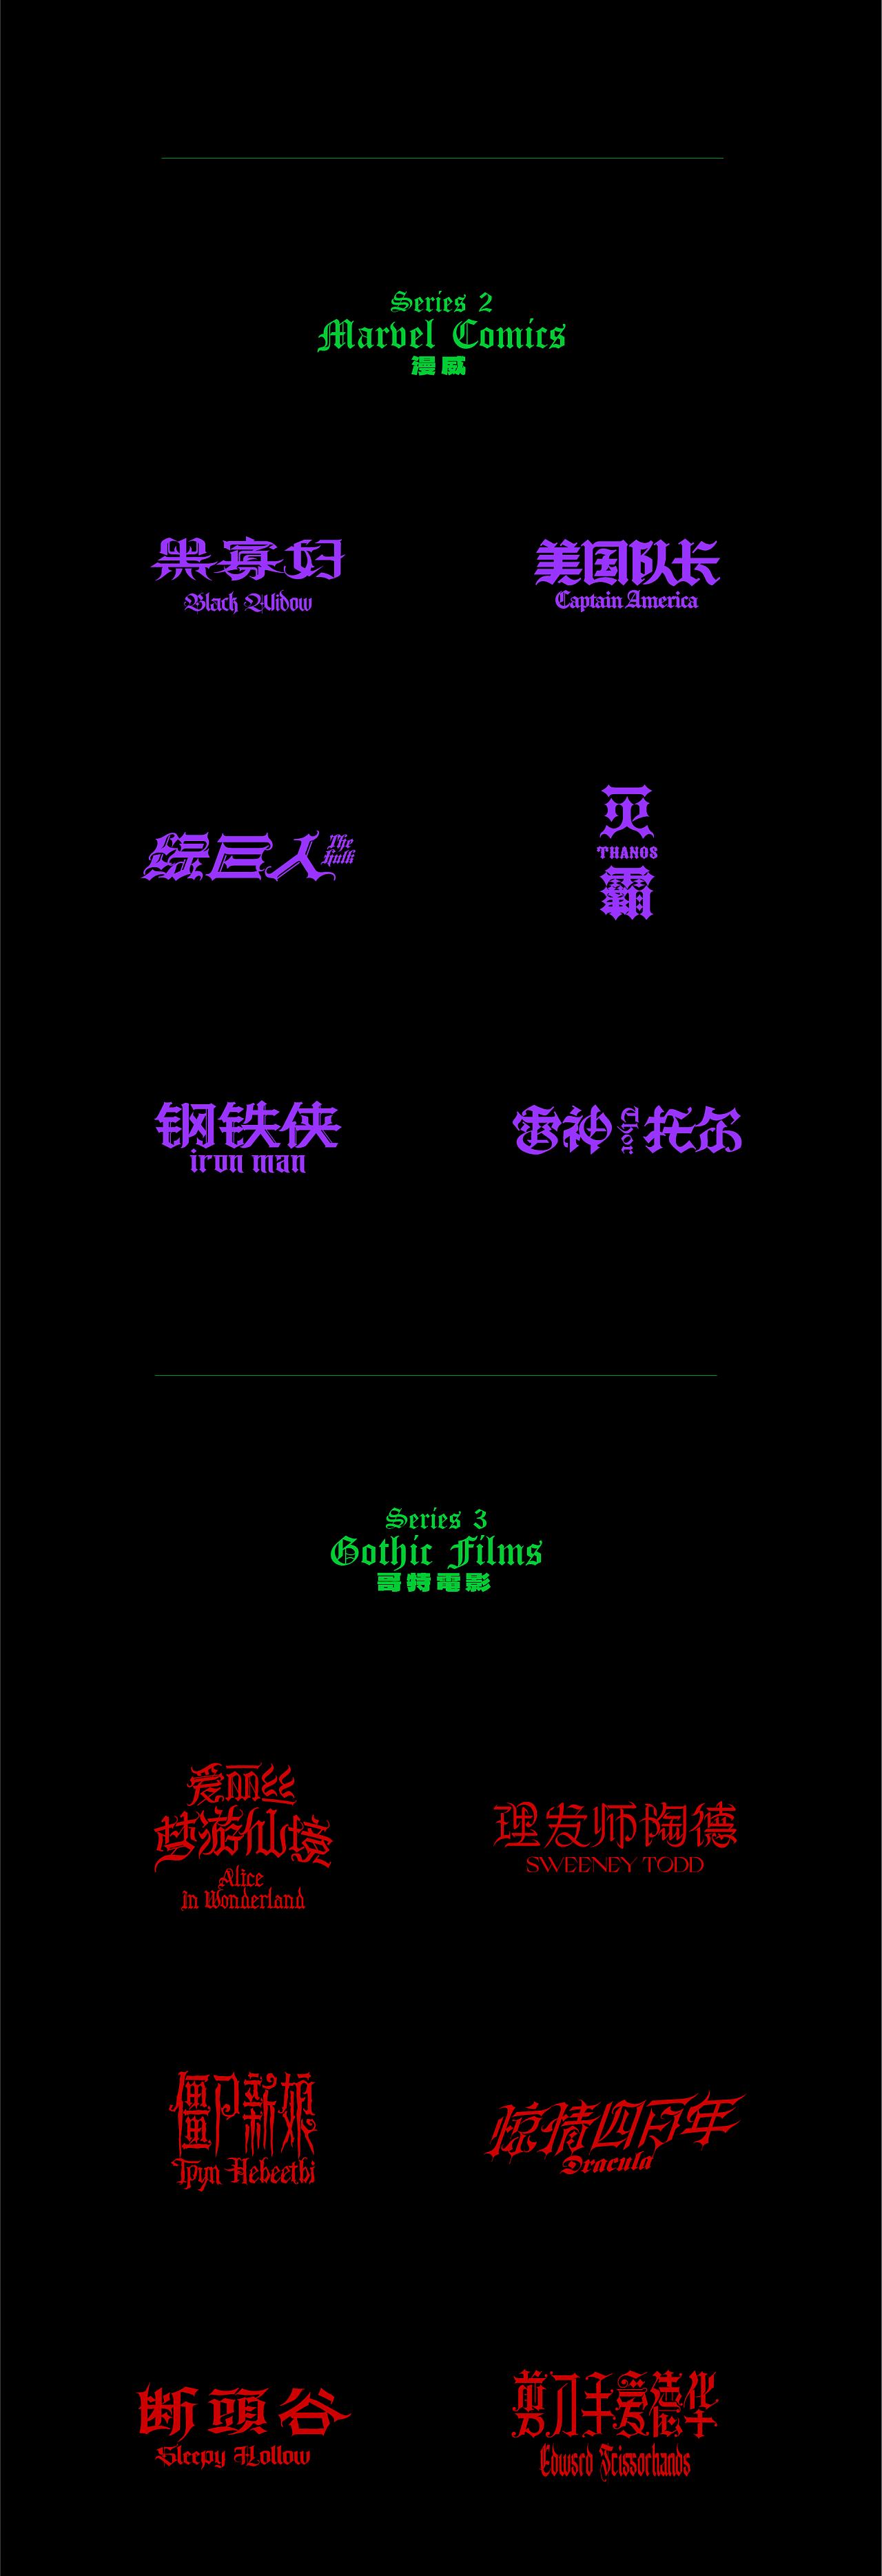 Series 2
Marvel Comics
漫威
黑寡妇
Black Widow
美国队长
Captain America
绿巨人
The
Hulk
灭
THANOS
霸
钢铁侠
iron man
雷神
Thor
托尔
Series 3
Gothic Films
哥特電影
爱丽丝
梦游仙境
Alice
in Wonderland
理发师陶德
SWEENEY TODD
僵尸新娘
惊情四百年
Dracula
断頭谷
Sleepy Hollow
剪刀手爱德华
Edwsrd Scissorhands